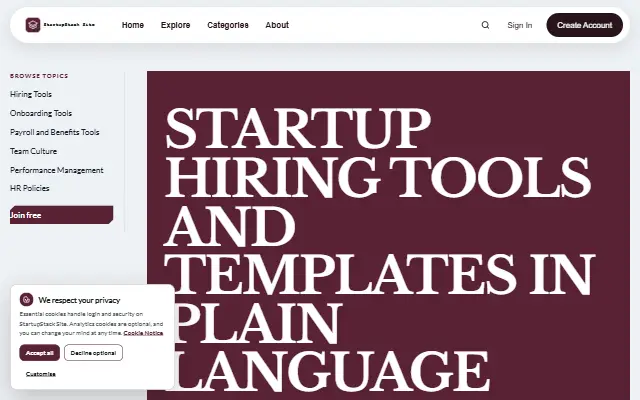 StartupStack Site
Home
Explore
Categories
About
Sign In
Create Account
BROWSE TOPICS
Hiring Tools
Onboarding Tools
Payroll and Benefits Tools
Team Culture
Performance Management
HR Policies
Join free
STARTUP
HIRING TOOLS
AND
TEMPLATES IN
PLAIN
LANGUAGE
We respect your privacy
Essential cookies handle login and security on
StartupStack Site. Analytics cookies are optional, and
you can change your mind at any time. Cookie Notice
Accept all
Decline optional
Customise